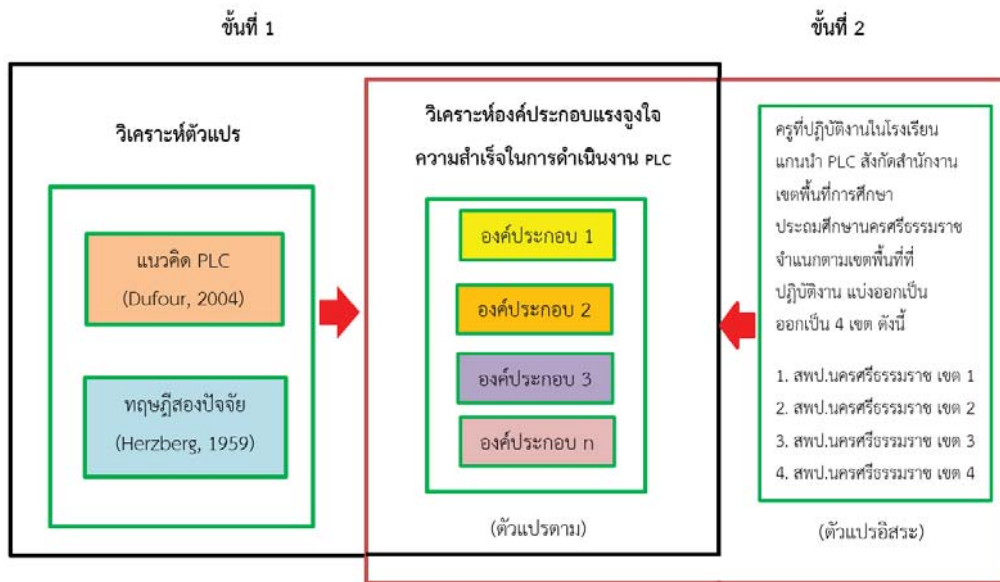 ขั้นที่ 1
ขั้นที่ 2
วิเคราะห์ตัวแปร
แนวคิด PLC
(Dufour, 2004)
ทฤษฎีสองปัจจัย
(Herzberg, 1959)
วิเคราะห์องค์ประกอบแรงจูงใจ
ความสำเร็จในการดำเนินงาน PLC
องค์ประกอบ 1
องค์ประกอบ 2
องค์ประกอบ 3
องค์ประกอบ n
(ตัวแปรตาม)
ครูที่ปฏิบัติงานในโรงเรียน
แกนนำ PLC สังกัดสำนักงาน
เขตพื้นที่การศึกษา
ประถมศึกษานครศรีธรรมราช
จำแนกตามเขตพื้นที่ที่
ปฏิบัติงาน แบ่งออกเป็น
ออกเป็น 4 เขต ดังนี้
1. สพป.นครศรีธรรมราช เขต 1
2. สพป.นครศรีธรรมราช เขต 2
3. สพป.นครศรีธรรมราช เขต 3
4. สพป.นครศรีธรรมราช เขต 4
(ตัวแปรอิสระ)